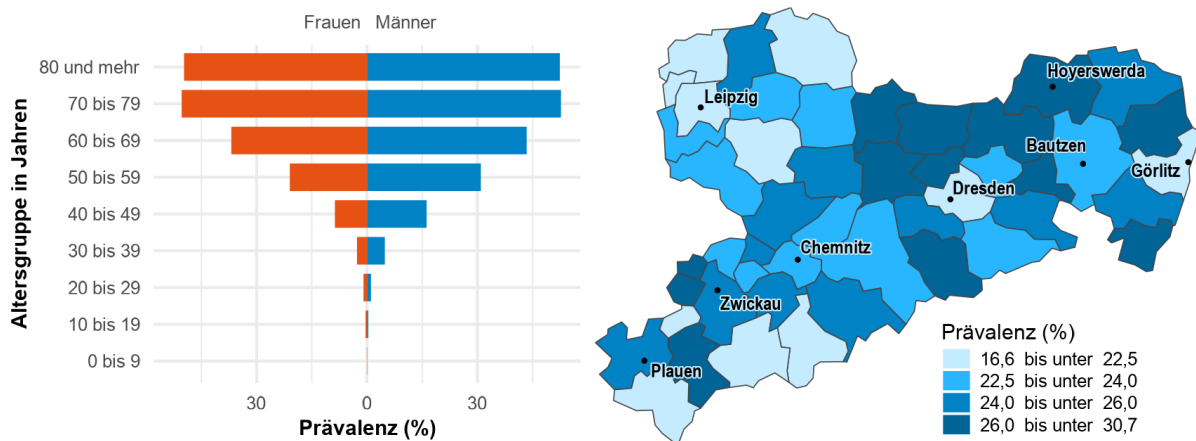 Frauen Männer
Altersgruppe in Jahren
80 und mehr
70 bis 79
60 bis 69
50 bis 59
40 bis 49
30 bis 39
20 bis 29
10 bis 19
0 bis 9
30 0 30
Prävalenz (%)
Hoyerswerda
Leipzig
Bautzen
Görlitz
Dresden
Chemnitz
Zwickau
Plauen
Prävalenz (%)
16,6 bis unter 22,5
22,5 bis unter 24,0
24,0 bis unter 26,0
26,0 bis unter 30,7